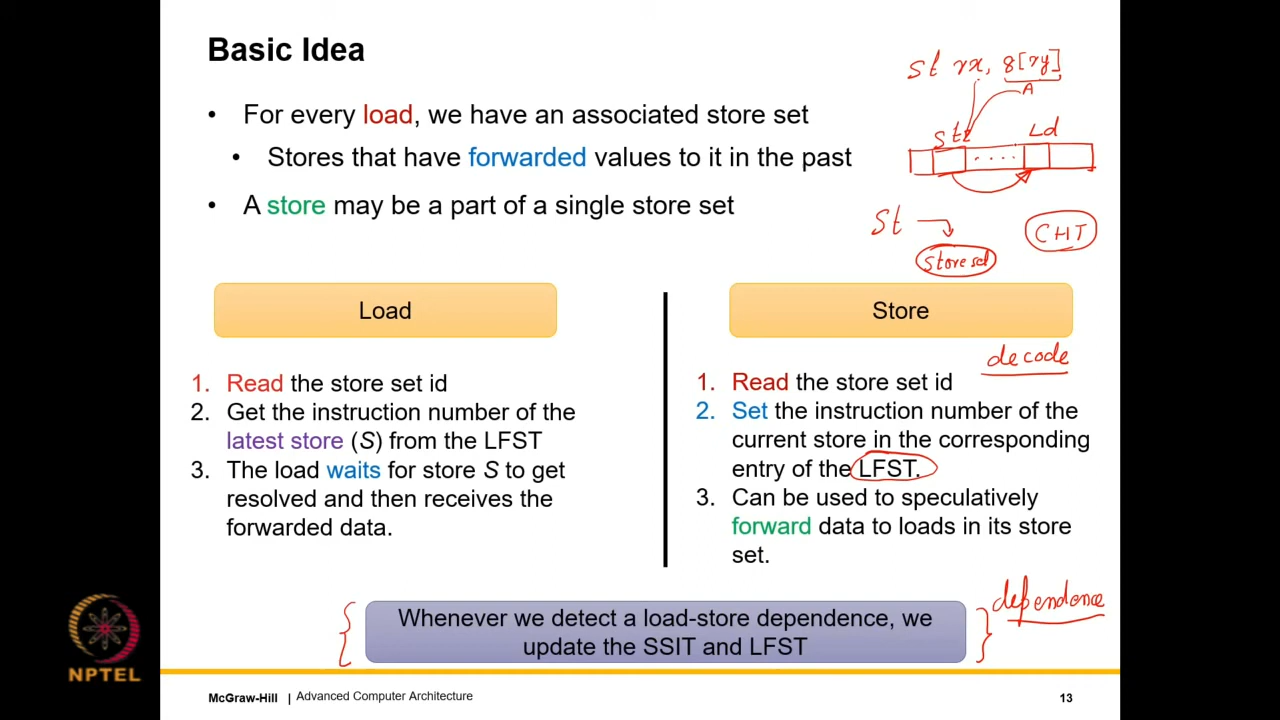 Basic Idea
St rx, 8[ry]
A
• For every load, we have an associated store set
Str Ld
• Stores that have forwarded values to it in the past
• A store may be a part of a single store set
St
CHT
Store set
Load
Store
decode
1. Read the store set id
2. Get the instruction number of the
latest store (S) from the LFST
3. The load waits for store S to get
resolved and then receives the
forwarded data.
1. Read the store set id
2. Set the instruction number of the
current store in the corresponding
entry of the LFST.
3. Can be used to speculatively
forward data to loads in its store
set.
dependence
Whenever we detect a load-store dependence, we
update the SSIT and LFST
NPTEL
McGraw-Hill | Advanced Computer Architecture
13